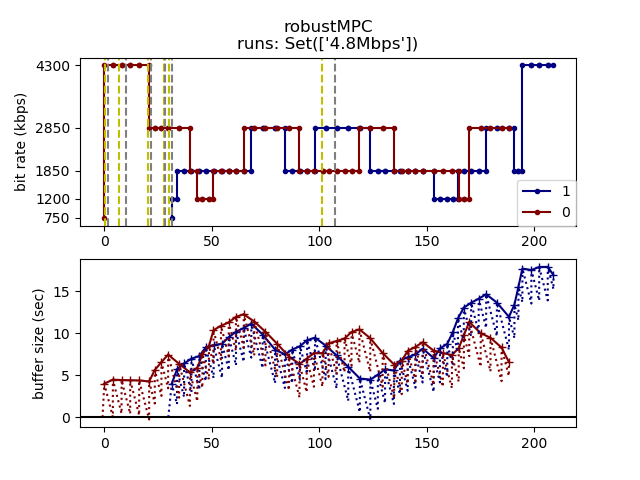 robustMPC
runs: Set(['4.8Mbps'])
bit rate (kbps)
4300
2850
1850
1200
750
0 50 100 150 200
1
0
buffer size (sec)
15
10
5
0
0 50 100 150 200